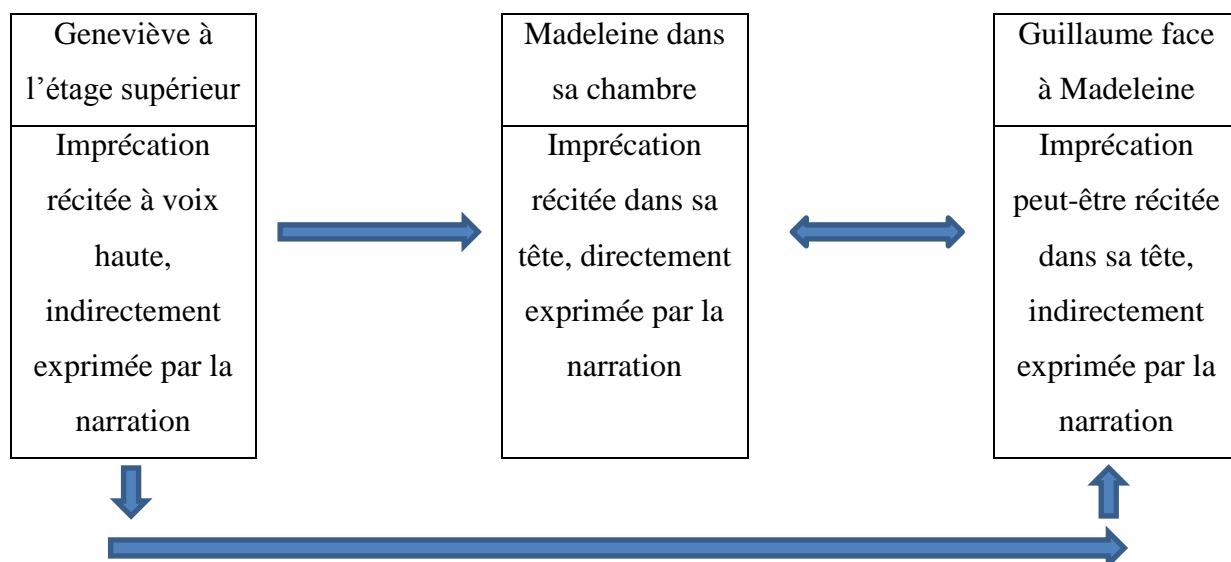 Geneviève à
l’étage supérieur
Imprécation
récitée à voix
haute,
indirectement
exprimée par la
narration
Madeleine dans
sa chambre
Imprécation
récitée dans sa
tête, directement
exprimée par la
narration
Guillaume face
à Madeleine
Imprécation
peut-être récitée
dans sa tête,
indirectement
exprimée par la
narration